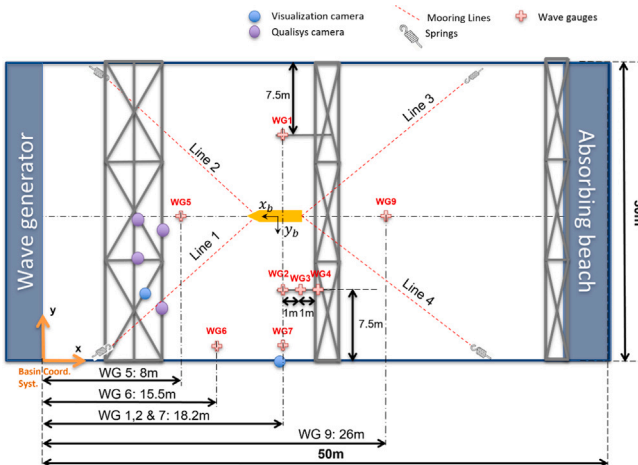 Visualization camera
Qualisys camera
Mooring Lines
Springs
Wave gauges
Wave generator
Absorbing beach
7.5m
WG1
Line 3
Line 2
WG5
WG9
x_b
y_b
Line 1
WG2
WG3
WG4
1m
1m
7.5m
Line 4
WG6
WG7
y
x
Basin Coord.
Syst.
WG 5: 8m
WG 6: 15.5m
WG 1,2 & 7: 18.2m
WG 9: 26m
50m